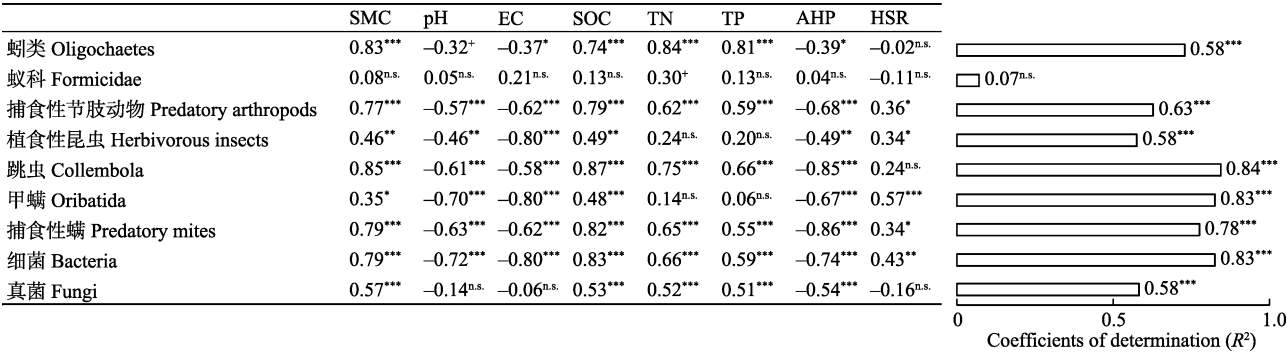 SMC pH EC SOC TN TP AHP HSR
蚓类 Oligochaetes 0.83*** –0.32+ –0.37* 0.74*** 0.84*** 0.81*** –0.39* –0.02n.s. 0.58***
蚁科 Formicidae 0.08n.s. 0.05n.s. 0.21n.s. 0.13n.s. 0.30+ 0.13n.s. 0.04n.s. –0.11n.s. 0.07n.s.
捕食性节肢动物 Predatory arthropods 0.77*** –0.57*** –0.62*** 0.79*** 0.62*** 0.59*** –0.68*** 0.36* 0.63***
植食性昆虫 Herbivorous insects 0.46** –0.46** –0.80*** 0.49** 0.24n.s. 0.20n.s. –0.49** 0.34* 0.58***
跳虫 Collembola 0.85*** –0.61*** –0.58*** 0.87*** 0.75*** 0.66*** –0.85*** 0.24n.s. 0.84***
甲螨 Oribatida 0.35* –0.70*** –0.80*** 0.48*** 0.14n.s. 0.06n.s. –0.67*** 0.57*** 0.83***
捕食性螨 Predatory mites 0.79*** –0.63*** –0.62*** 0.82*** 0.65*** 0.55*** –0.86*** 0.34* 0.78***
细菌 Bacteria 0.79*** –0.72*** –0.80*** 0.83*** 0.66*** 0.59*** –0.74*** 0.43** 0.83***
真菌 Fungi 0.57*** –0.14n.s. –0.06n.s. 0.53*** 0.52*** 0.51*** –0.54*** –0.16n.s. 0.58***
0 0.5 1.0
Coefficients of determination (R2)